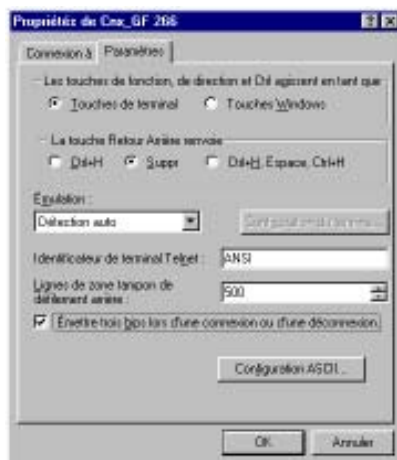 Propriétés de Cnx_GF 266
Connexion à Paramètres
Les touches de fonction, de direction et Ctrl agissent en tant que
Touches de terminal Touches Windows
La touche Retour Arrière renvoie
Ctrl+H Suppr Ctrl+H, Espace, Ctrl+H
Émulation :
Détection auto
Identificateur de terminal Telnet : ANSI
Lignes de zone tampon de défilement arrière : 500
Émettre trois bips lors d'une connexion ou d'une déconnexion.
Configuration ASCII...
OK Annuler